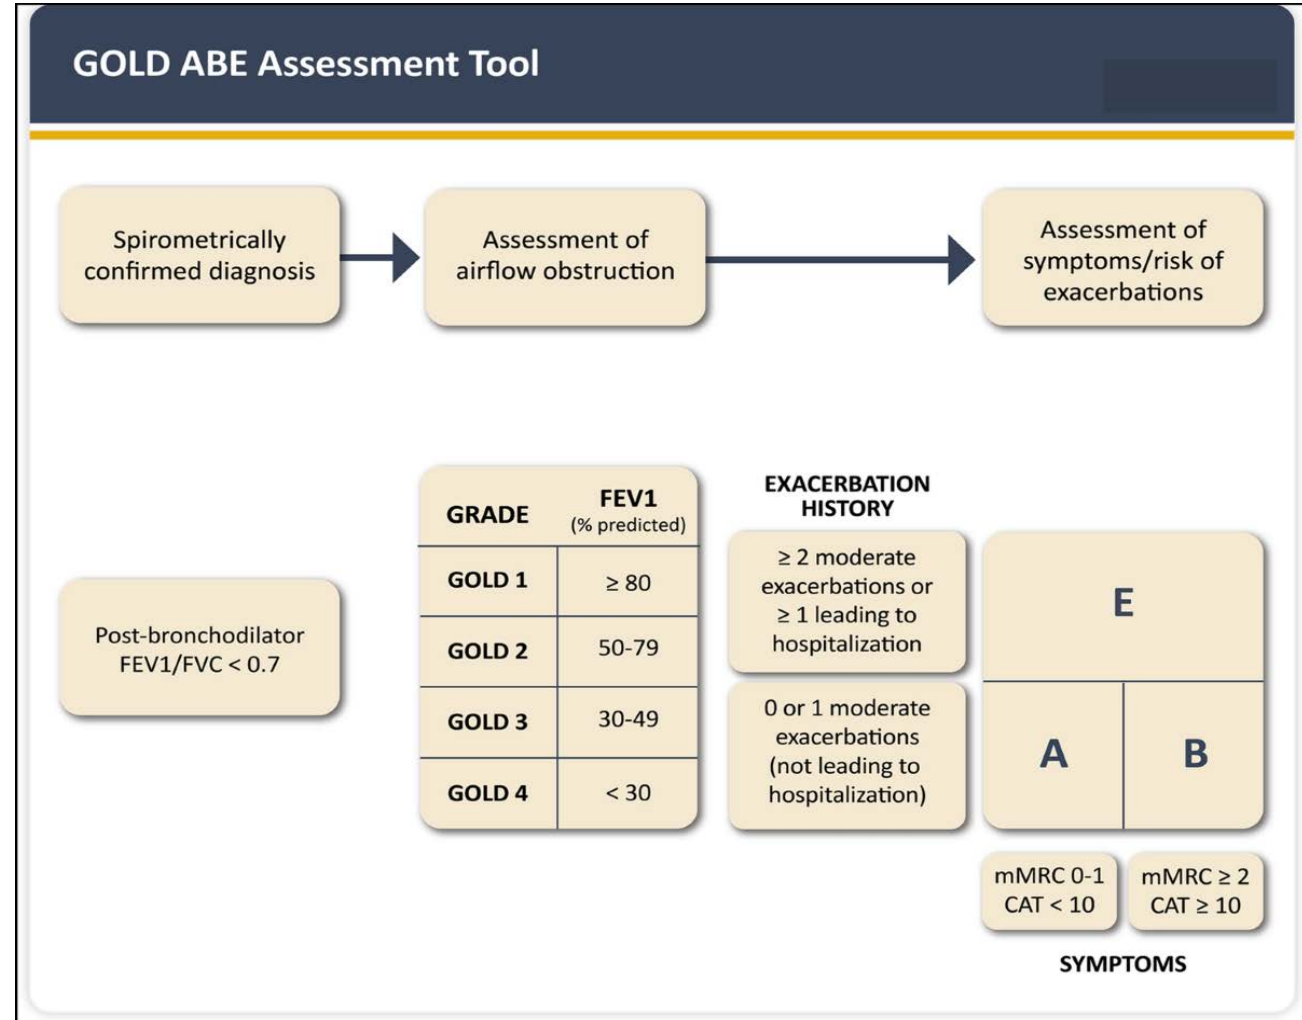 GOLD ABE Assessment Tool
Spirometrically
confirmed diagnosis
Assessment of
airflow obstruction
Assessment of
symptoms/risk of
exacerbations
Post-bronchodilator
FEV1/FVC < 0.7
GRADE FEV1
(% predicted)
GOLD 1 ≥ 80
GOLD 2 50-79
GOLD 3 30-49
GOLD 4 < 30
EXACERBATION
HISTORY
≥ 2 moderate
exacerbations or
≥ 1 leading to
hospitalization
0 or 1 moderate
exacerbations
(not leading to
hospitalization)
E
A B
mMRC 0-1
CAT < 10
mMRC ≥ 2
CAT ≥ 10
SYMPTOMS